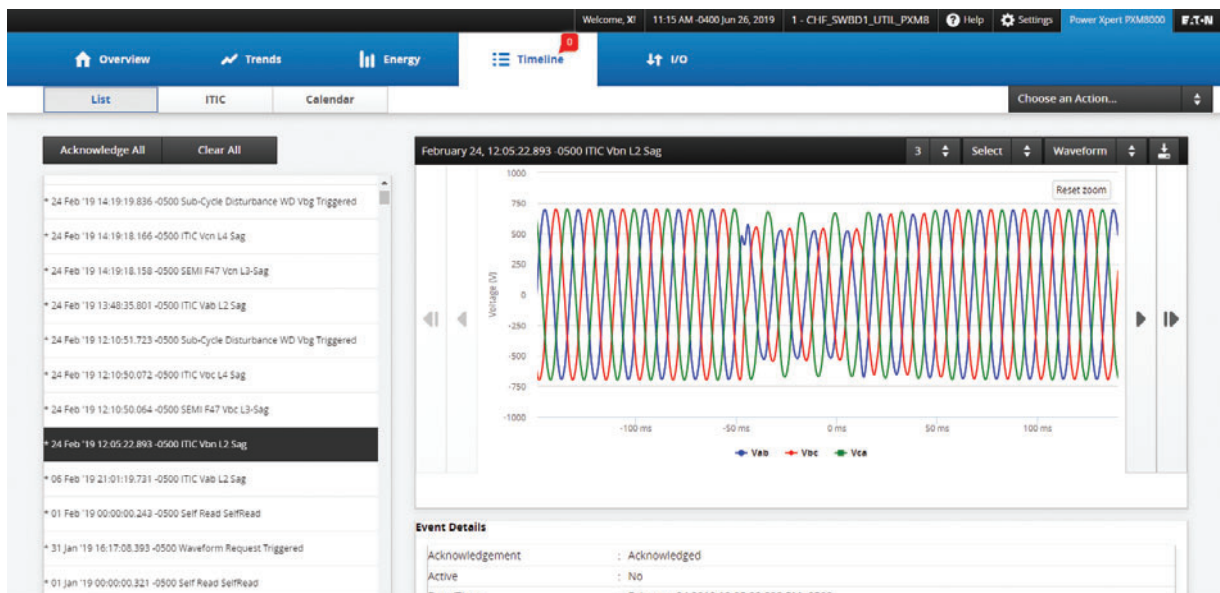 Welcome, X! 11:15 AM -0400 Jun 26, 2019 1 - CHF_SWBD1_UTIL_PXM8 Help Settings Power Xpert PXM8000 EATON
Overview Trends Energy Timeline 0 I/O
List ITIC Calendar Choose an Action...
Acknowledge All Clear All
* 24 Feb '19 14:19:19.836 -0500 Sub-Cycle Disturbance WD Vbg Triggered
* 24 Feb '19 14:19:18.166 -0500 ITIC Vcn L4 Sag
* 24 Feb '19 14:19:18.158 -0500 SEMI F47 Vcn L3-Sag
* 24 Feb '19 13:48:35.801 -0500 ITIC Vab L2 Sag
* 24 Feb '19 12:10:51.723 -0500 Sub-Cycle Disturbance WD Vbg Triggered
* 24 Feb '19 12:10:50.072 -0500 ITIC Vbc L4 Sag
* 24 Feb '19 12:10:50.064 -0500 SEMI F47 Vbc L3-Sag
* 24 Feb '19 12:05:22.893 -0500 ITIC Vbn L2 Sag
* 06 Feb '19 21:01:19.731 -0500 ITIC Vab L2 Sag
* 01 Feb '19 00:00:00.243 -0500 Self Read SelfRead
* 31 Jan '19 16:17:08.393 -0500 Waveform Request Triggered
* 01 Jan '19 00:00:00.321 -0500 Self Read SelfRead
February 24, 12:05:22.893 -0500 ITIC Vbn L2 Sag 3 Select Waveform
Reset zoom
Voltage (V)
1000
750
500
250
0
-250
-500
-750
-1000
-100 ms -50 ms 0 ms 50 ms 100 ms
Vab Vbc Vca
Event Details
Acknowledgement : Acknowledged
Active : No